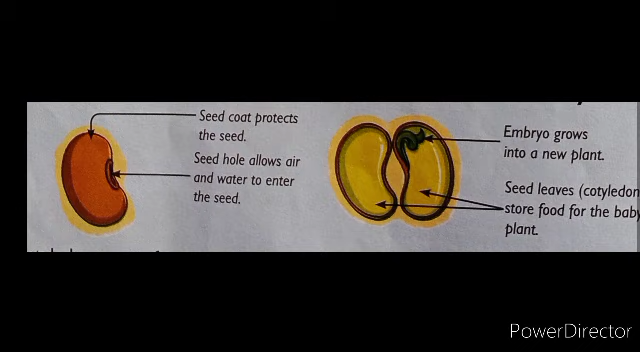 Seed coat protects
the seed.
Seed hole allows air
and water to enter
the seed.
Embryo grows
into a new plant.
Seed leaves (cotyledon
store food for the baby
plant.
PowerDirector